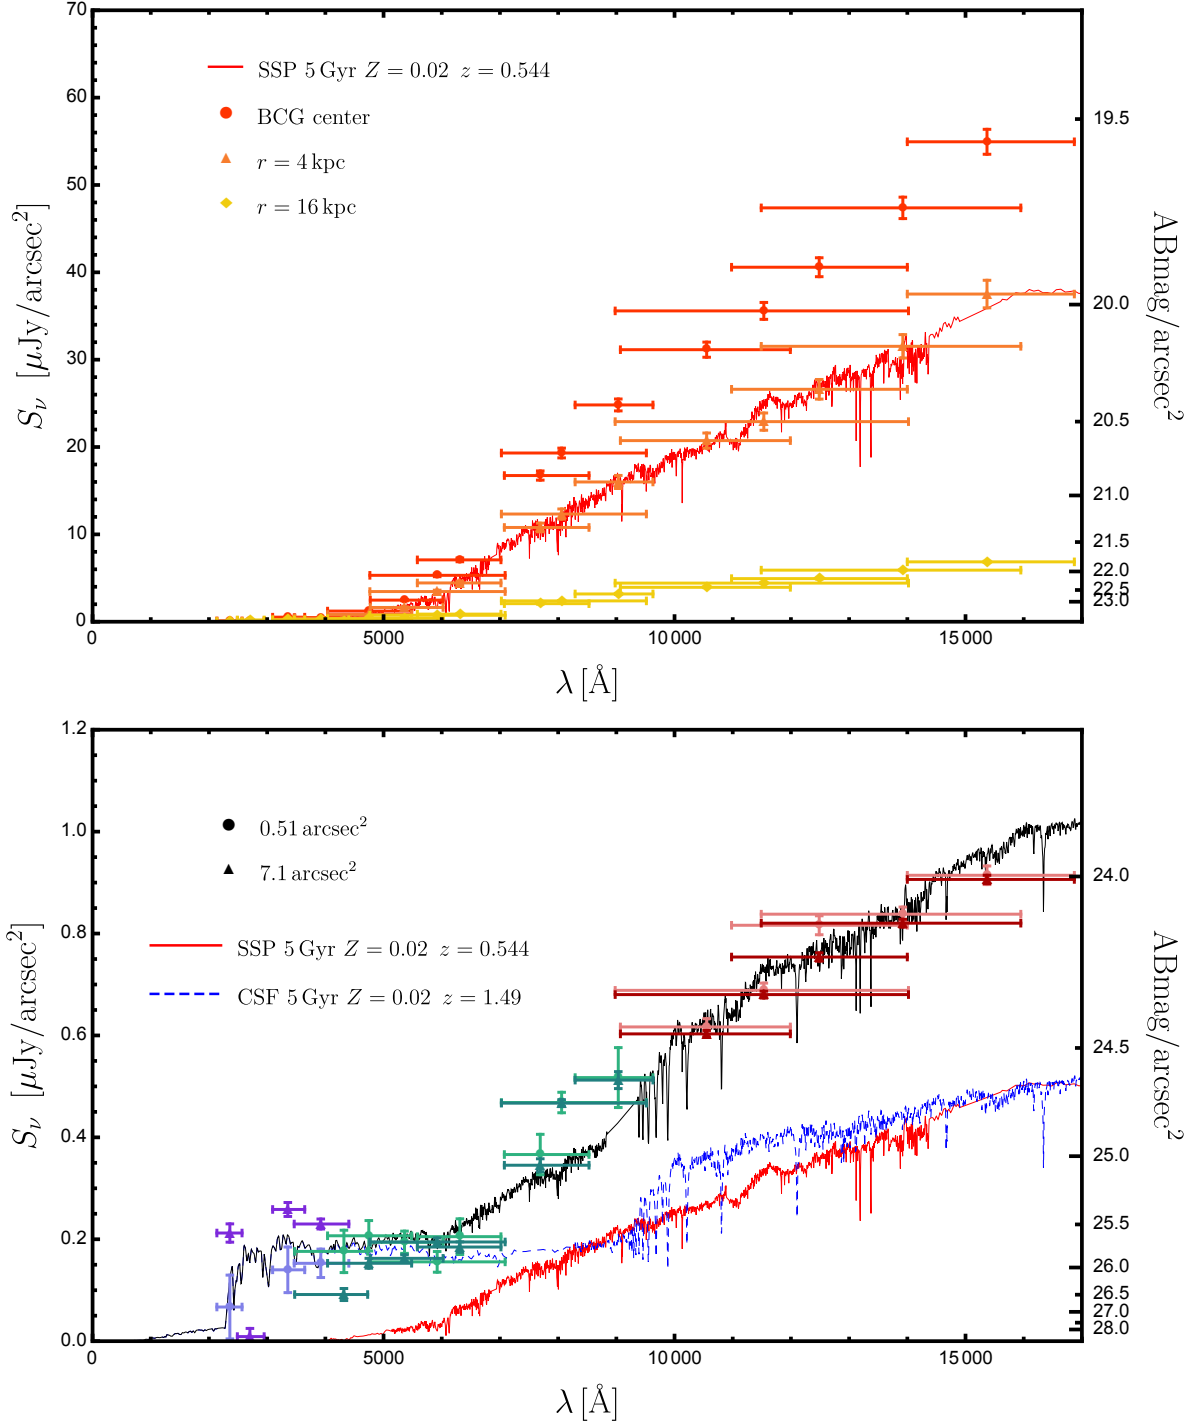 70
60
50
40
30
20
10
0
0
5000
10000
15000
19.5
20.0
20.5
21.0
21.5
22.0
22.5
23.0
SSP 5 Gyr Z = 0.02 z = 0.544
BCG center
r = 4 kpc
r = 16 kpc
Sν [μJy/arcsec²]
ABmag/arcsec²
λ [Å]
1.2
1.0
0.8
0.6
0.4
0.2
0.0
0
5000
10000
15000
24.0
24.5
25.0
25.5
26.0
26.5
27.0
28.0
0.51 arcsec²
7.1 arcsec²
SSP 5 Gyr Z = 0.02 z = 0.544
CSF 5 Gyr Z = 0.02 z = 1.49
Sν [μJy/arcsec²]
ABmag/arcsec²
λ [Å]